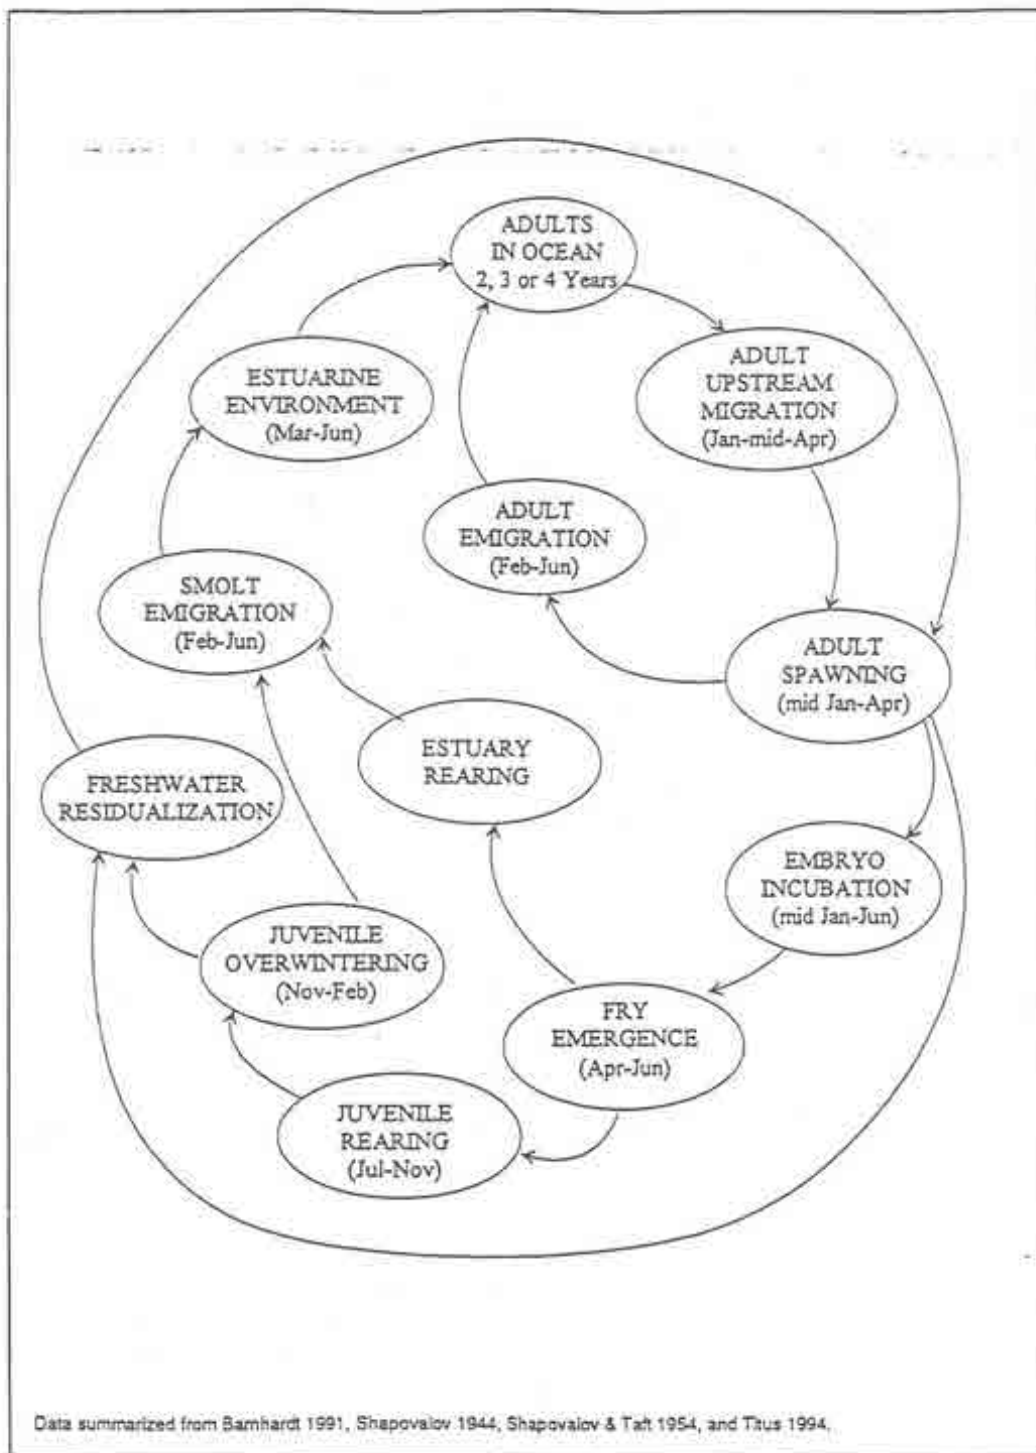 ADULTS
IN OCEAN
2, 3 or 4 Years
ADULT
UPSTREAM
MIGRATION
(Jan-mid-Apr)
ESTUARINE
ENVIRONMENT
(Mar-Jun)
ADULT
EMIGRATION
(Feb-Jun)
SMOLT
EMIGRATION
(Feb-Jun)
ADULT
SPAWNING
(mid Jan-Apr)
ESTUARY
REARING
FRESHWATER
RESIDUALIZATION
EMBRYO
INCUBATION
(mid Jan-Jun)
JUVENILE
OVERWINTERING
(Nov-Feb)
FRY
EMERGENCE
(Apr-Jun)
JUVENILE
REARING
(Jul-Nov)
Data summarized from Barnhardt 1991, Shapovalov 1944, Shapovalov & Taft 1954, and Titus 1994.